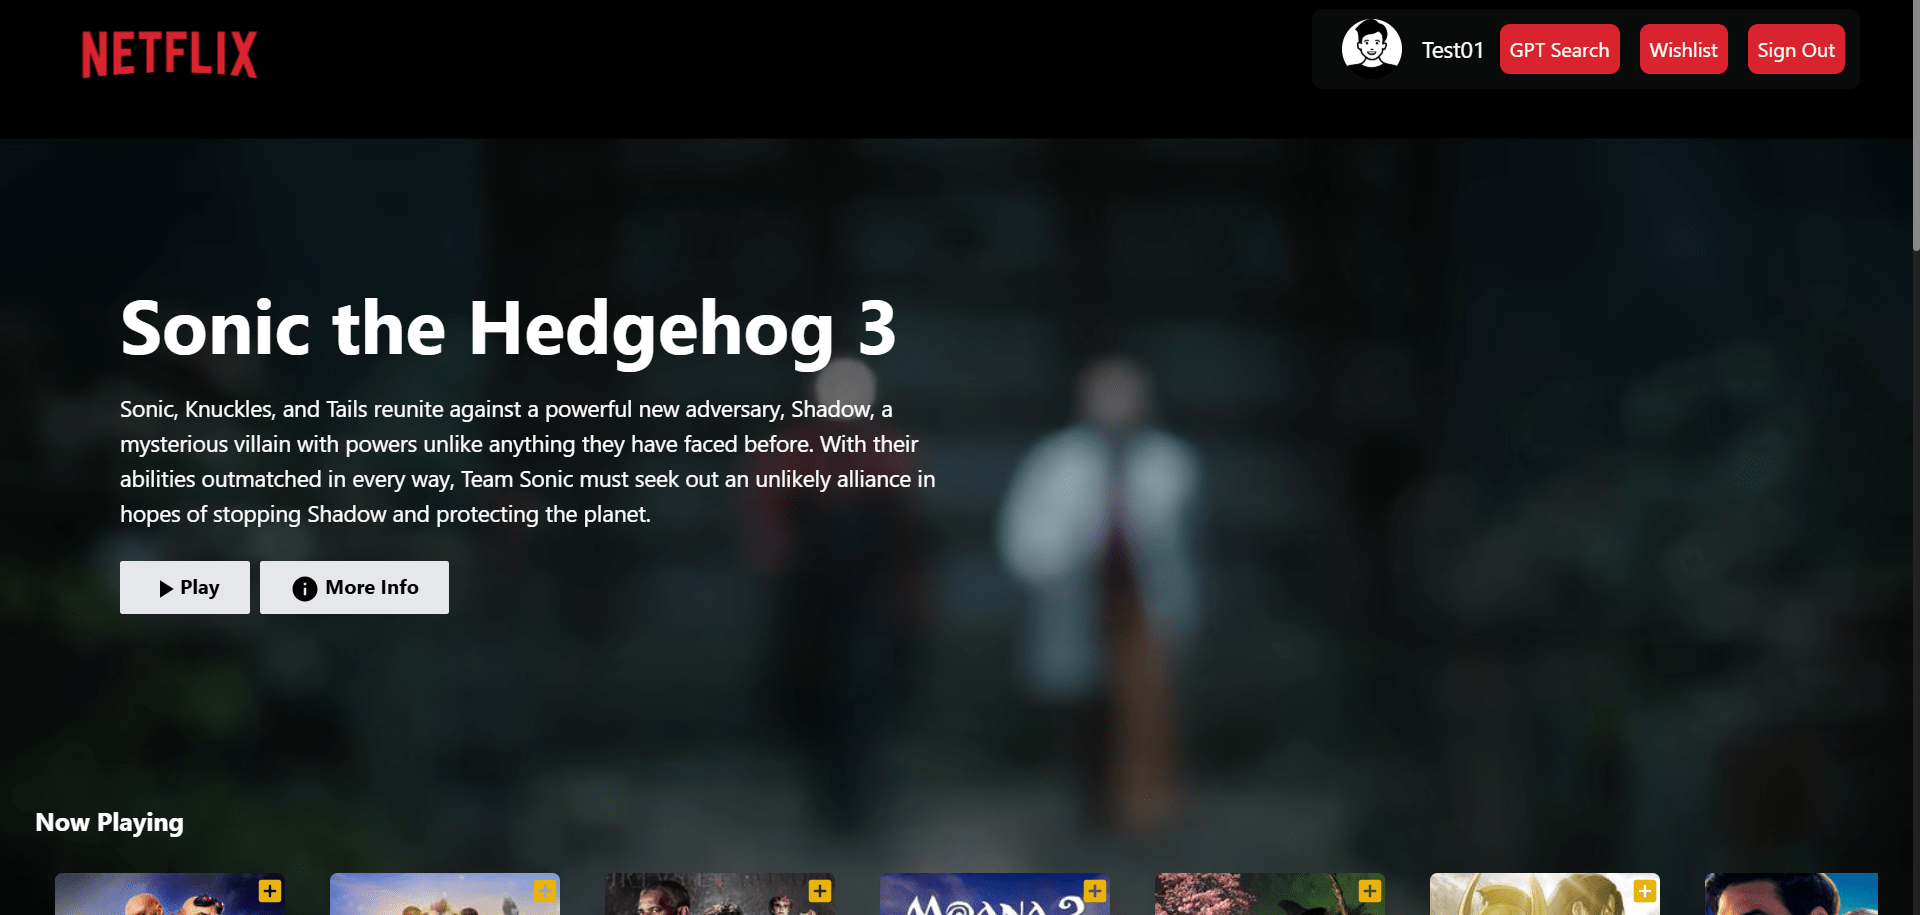 NETFLIX
Test01
GPT Search
Wishlist
Sign Out
Sonic the Hedgehog 3
Sonic, Knuckles, and Tails reunite against a powerful new adversary, Shadow, a
mysterious villain with powers unlike anything they have faced before. With their
abilities outmatched in every way, Team Sonic must seek out an unlikely alliance in
hopes of stopping Shadow and protecting the planet.
Play
More Info
Now Playing